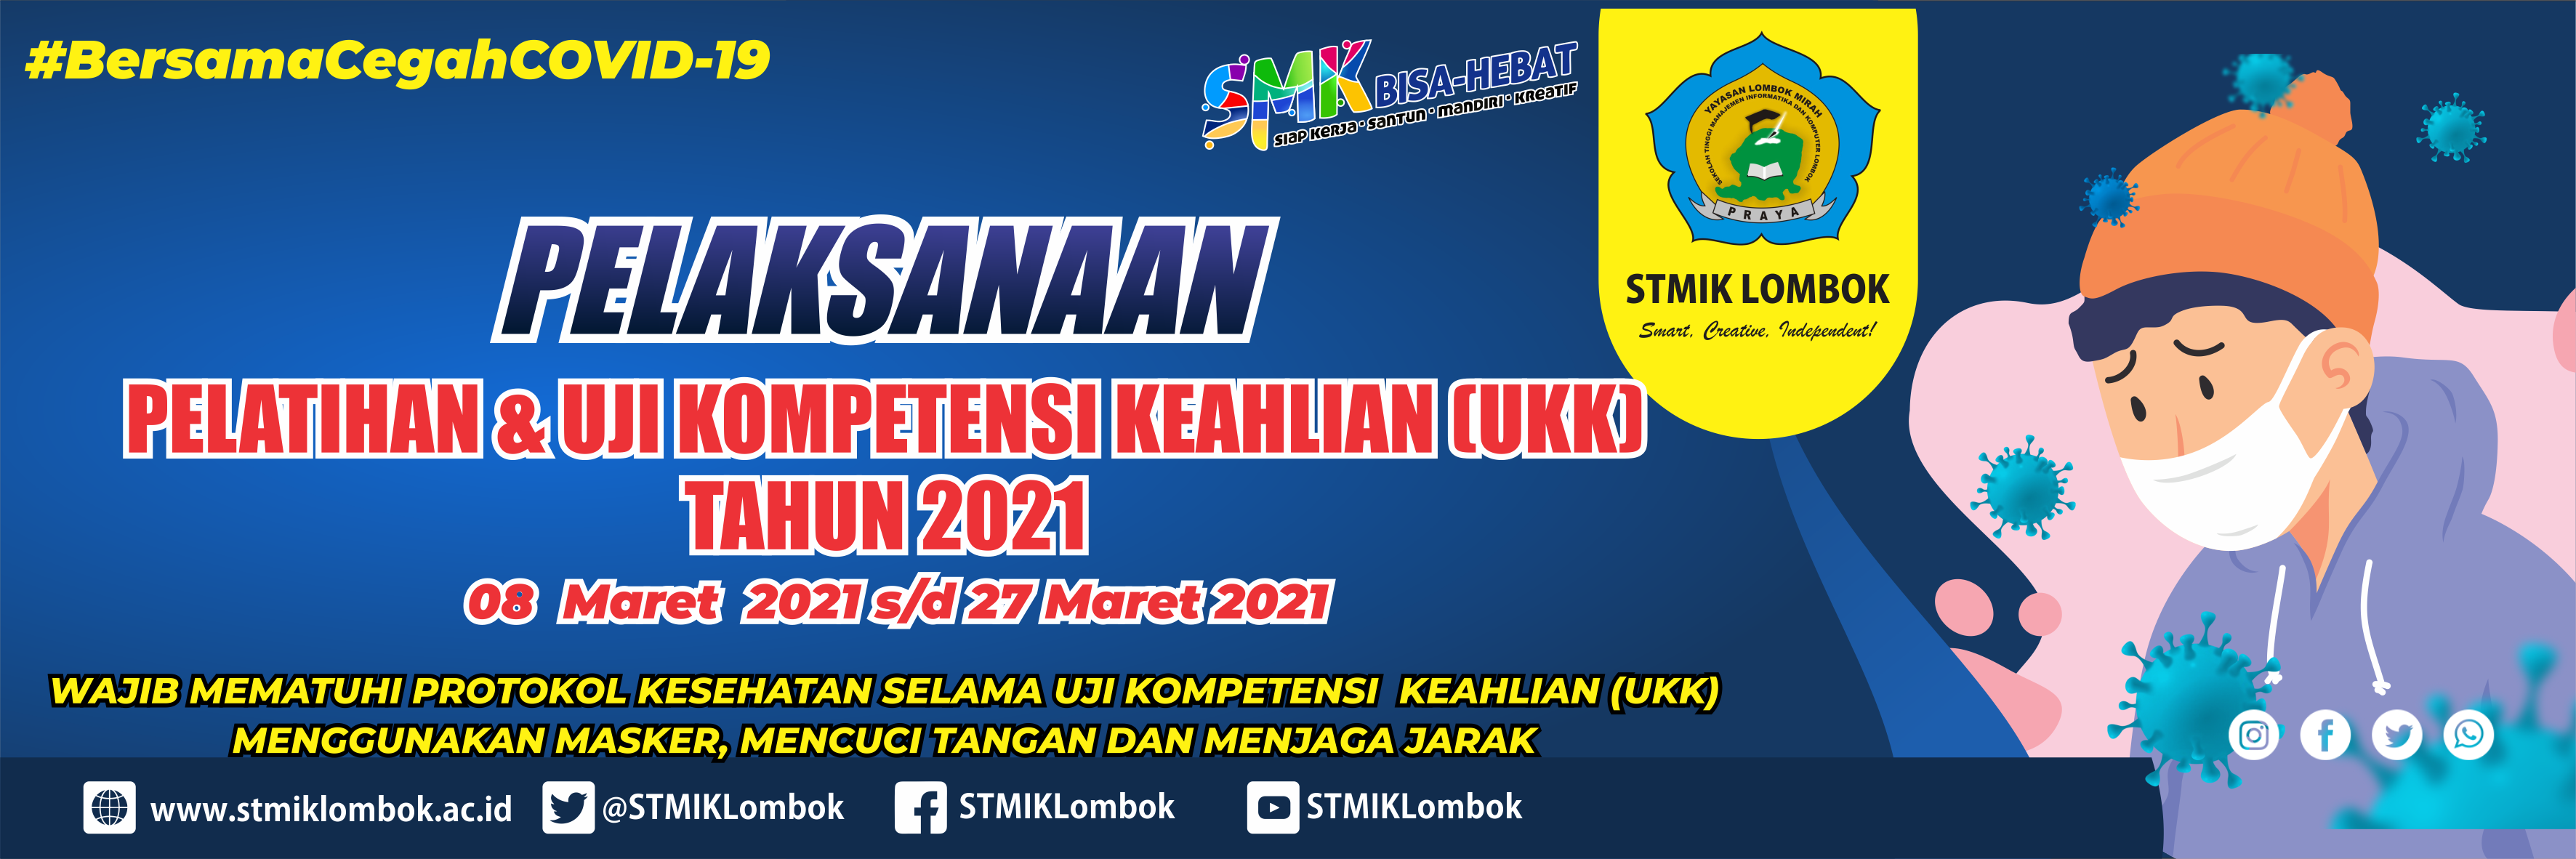 #BersamaCegahCOVID-19
SMK BISA-HEBAT
SIAP KERJA • SANTUN • MANDIRI • KREATIF
YAYASAN LOMBOK MIRAH
SEKOLAH TINGGI MANAJEMEN INFORMATIKA DAN KOMPUTER LOMBOK
PRAYA
STMIK LOMBOK
Smart, Creative, Independent!
PELAKSANAAN
PELATIHAN & UJI KOMPETENSI KEAHLIAN (UKK)
TAHUN 2021
08 Maret 2021 s/d 27 Maret 2021
WAJIB MEMATUHI PROTOKOL KESEHATAN SELAMA UJI KOMPETENSI KEAHLIAN (UKK)
MENGGUNAKAN MASKER, MENCUCI TANGAN DAN MENJAGA JARAK
www.stmiklombok.ac.id @STMIKLombok STMIKLombok STMIKLombok